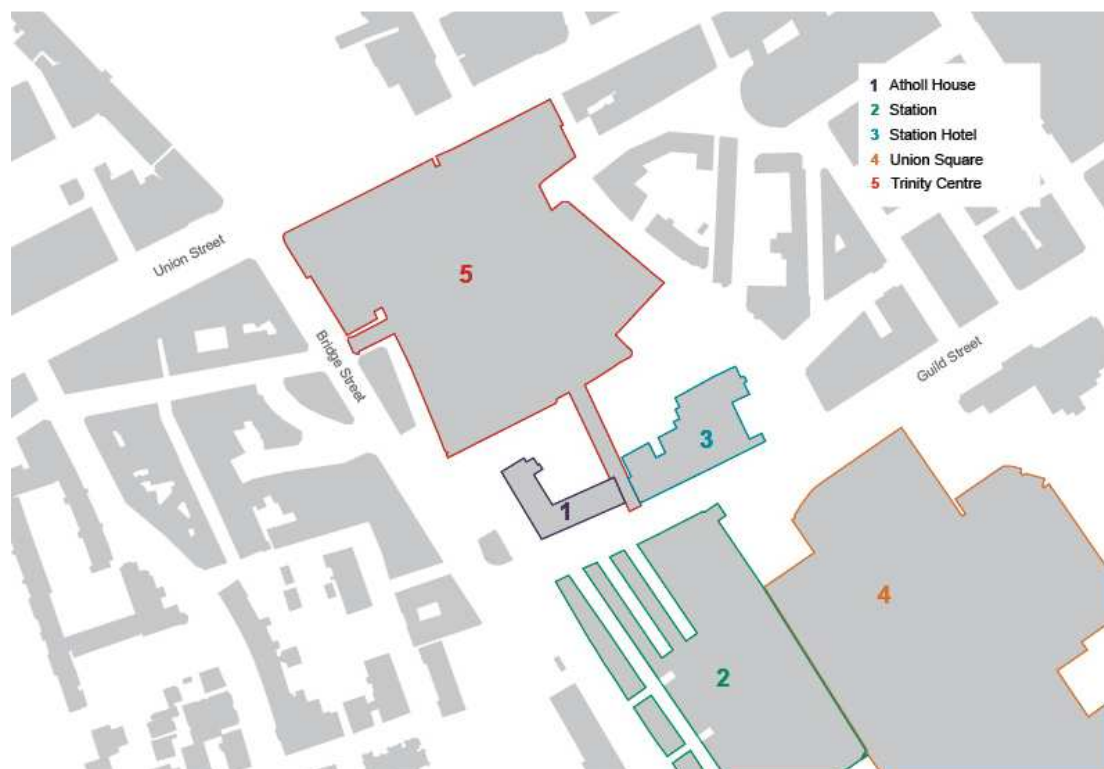 1 Atholl House
2 Station
3 Station Hotel
4 Union Square
5 Trinity Centre
Union Street
5
Bridge Street
Guild Street
3
1
4
2